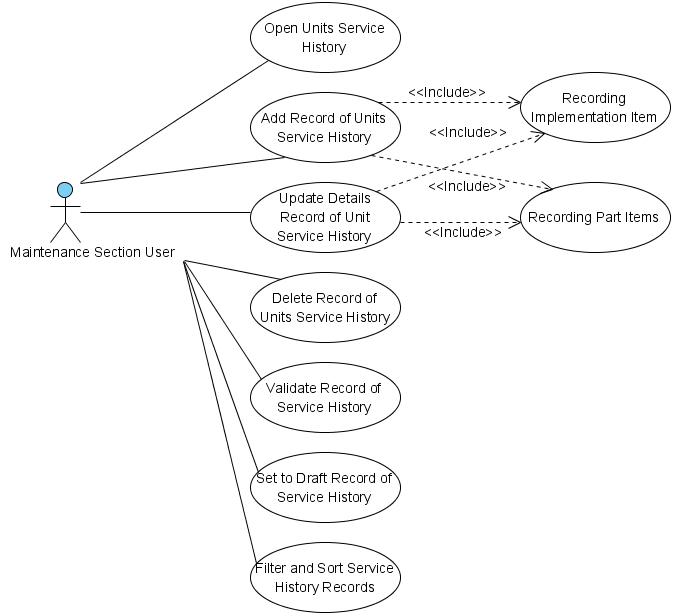 Open Units Service
History
Add Record of Units
Service History
<<Include>>
Recording
Implementation Item
<<Include>>
Update Details
Record of Unit
Service History
<<Include>>
Recording Part Items
<<Include>>
Maintenance Section User
Delete Record of
Units Service History
Validate Record of
Service History
Set to Draft Record of
Service History
Filter and Sort Service
History Records